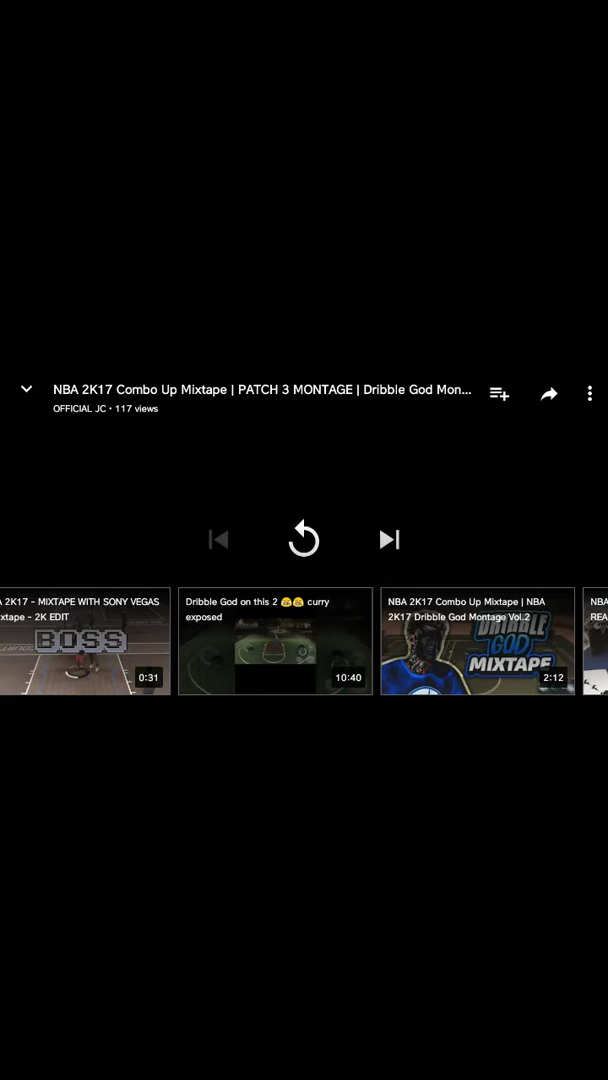 NBA 2K17 Combo Up Mixtape | PATCH 3 MONTAGE | Dribble God Mon...
OFFICIAL JC • 117 views
A 2K17 - MIXTAPE WITH SONY VEGAS
xtape - 2K EDIT
BOSS
0:31
Dribble God on this 2 😂😂 curry
exposed
10:40
NBA 2K17 Combo Up Mixtape | NBA
2K17 Dribble God Montage Vol.2
DRIBBLE
GOD
MIXTAPE
2:12
NBA
REA